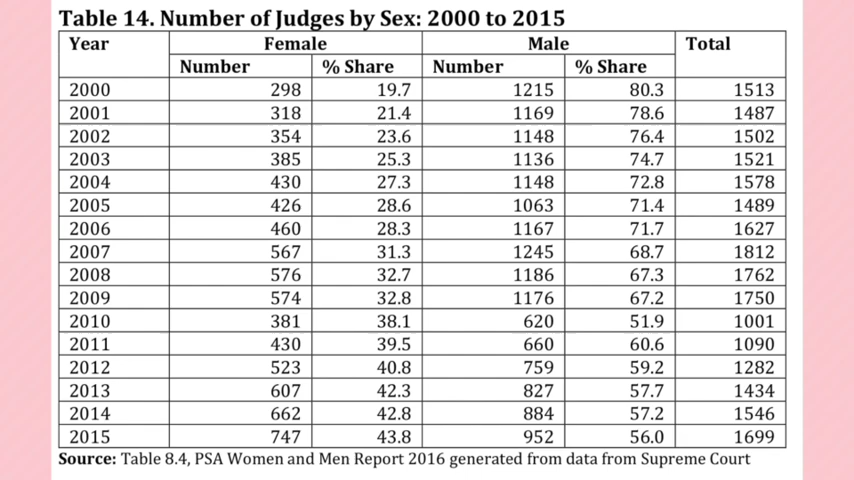 Table 14. Number of Judges by Sex: 2000 to 2015
Year Female Male Total
Number % Share Number % Share
2000 298 19.7 1215 80.3 1513
2001 318 21.4 1169 78.6 1487
2002 354 23.6 1148 76.4 1502
2003 385 25.3 1136 74.7 1521
2004 430 27.3 1148 72.8 1578
2005 426 28.6 1063 71.4 1489
2006 460 28.3 1167 71.7 1627
2007 567 31.3 1245 68.7 1812
2008 576 32.7 1186 67.3 1762
2009 574 32.8 1176 67.2 1750
2010 381 38.1 620 51.9 1001
2011 430 39.5 660 60.6 1090
2012 523 40.8 759 59.2 1282
2013 607 42.3 827 57.7 1434
2014 662 42.8 884 57.2 1546
2015 747 43.8 952 56.0 1699
Source: Table 8.4, PSA Women and Men Report 2016 generated from data from Supreme Court